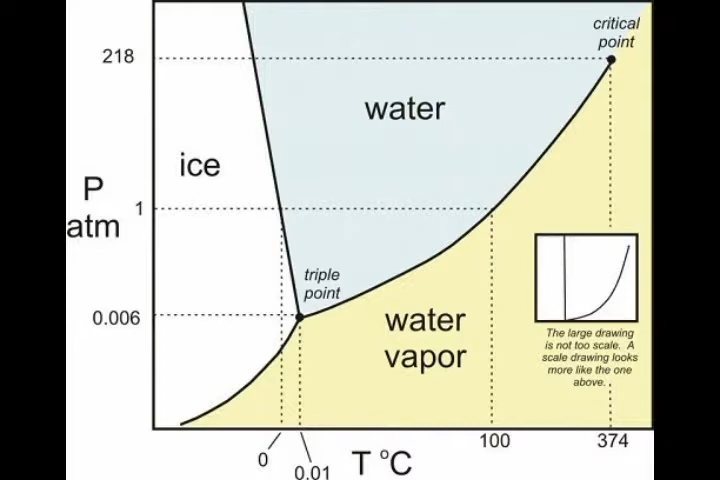 critical
point
218
water
ice
P
atm
1
triple
point
0.006
water
vapor
The large drawing
is not too scale. A
scale drawing looks
more like the one
above.
0
0.01
T °C
100
374